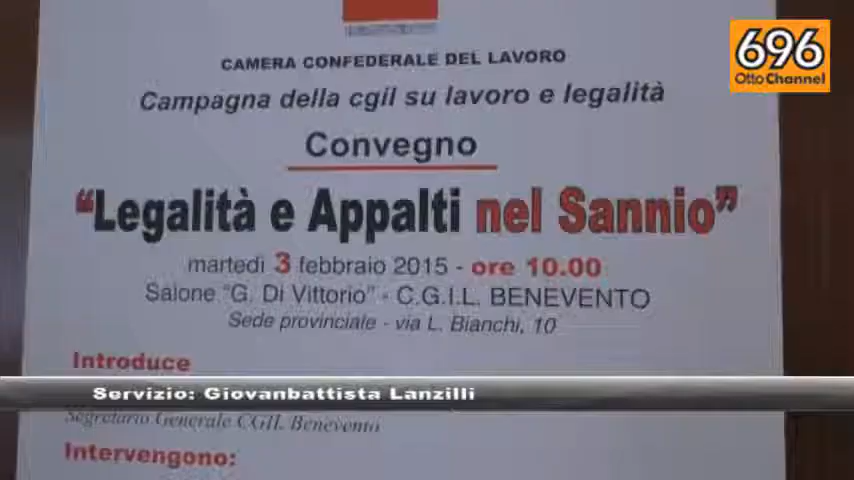 696
Otto Channel
CAMERA CONFEDERALE DEL LAVORO
Campagna della cgil su lavoro e legalità
Convegno
“Legalità e Appalti nel Sannio”
martedì 3 febbraio 2015 - ore 10.00
Salone “G. Di Vittorio” - C.G.I.L. BENEVENTO
Sede provinciale - via L. Bianchi, 10
Introduce
Servizio: Giovanbattista Lanzilli
Segretario Generale CGIL Benevento
Intervengono: